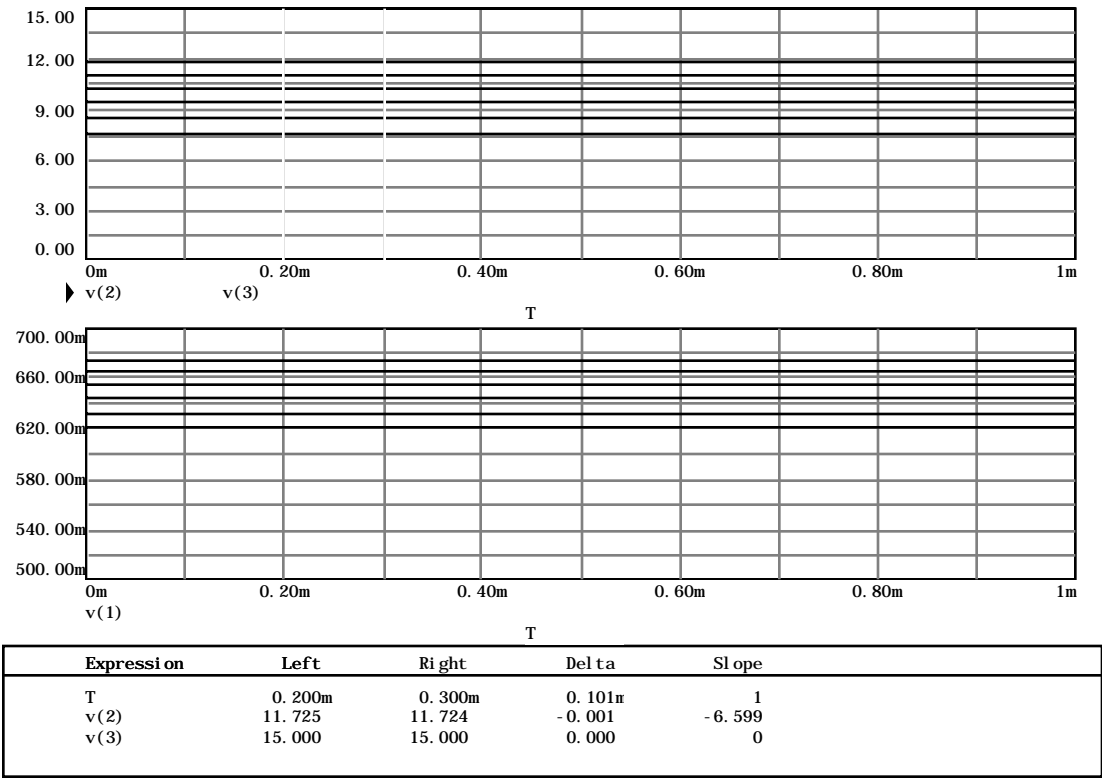 15.00
12.00
9.00
6.00
3.00
0.00
0m 0.20m 0.40m 0.60m 0.80m 1m
v(2) v(3)
T
700.00m
660.00m
620.00m
580.00m
540.00m
500.00m
0m 0.20m 0.40m 0.60m 0.80m 1m
v(1)
T
Expression Left Right Delta Slope
T 0.200m 0.300m 0.101m 1
v(2) 11.725 11.724 -0.001 -6.599
v(3) 15.000 15.000 0.000 0